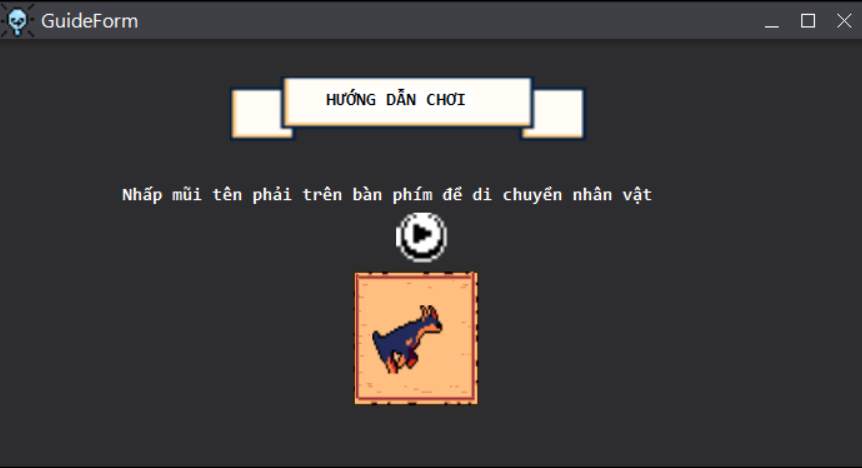 GuideForm
HƯỚNG DẪN CHƠI
Nhấp mũi tên phải trên bàn phím để di chuyển nhân vật